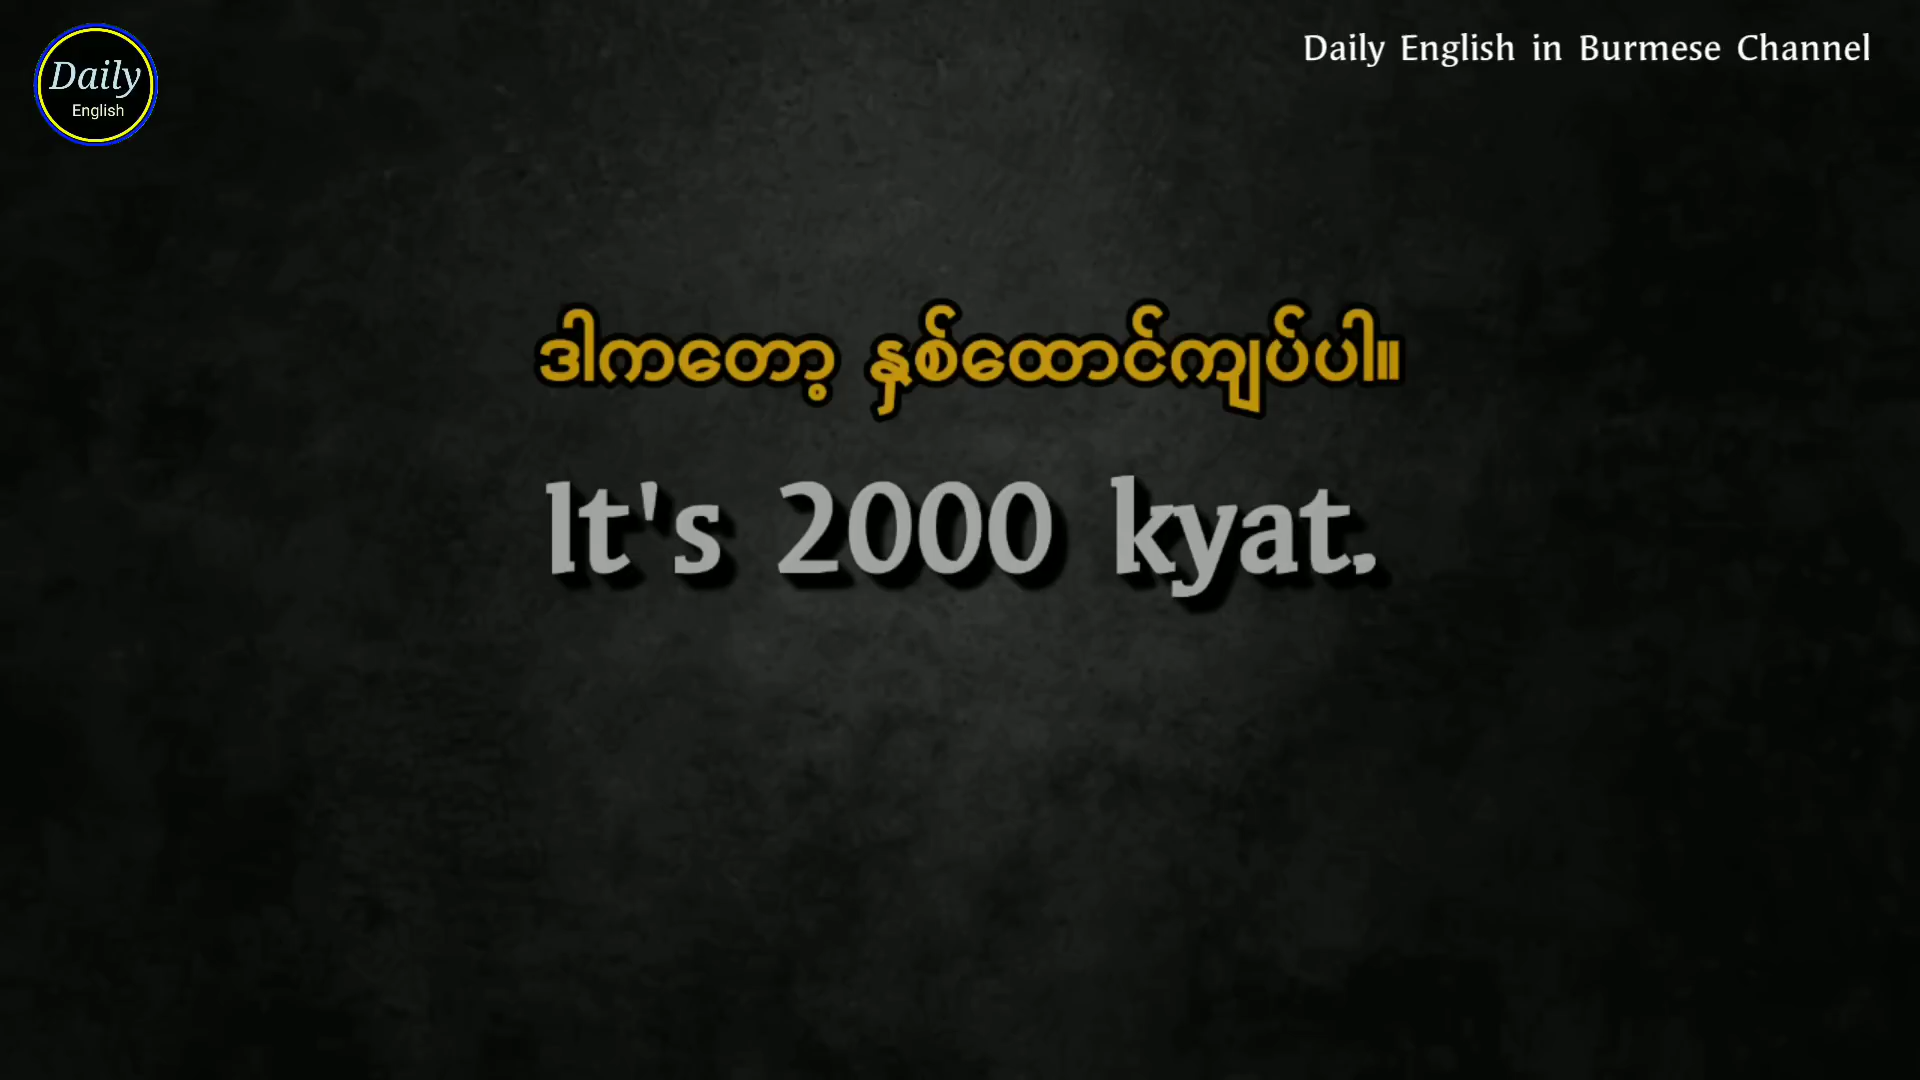 Daily
English
Daily English in Burmese Channel
ဒါကတော့ နှစ်ထောင်ကျပ်ပါ။
It's 2000 kyat.